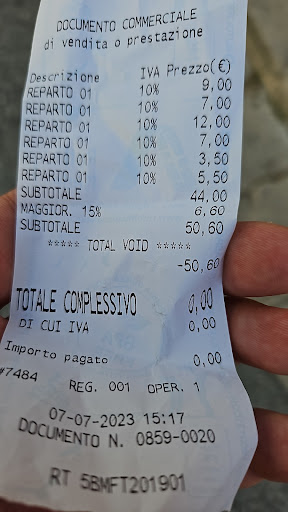 DOCUMENTO COMMERCIALE
di vendita o prestazione
Descrizione IVA Prezzo(€)
REPARTO 01 10% 9,00
REPARTO 01 10% 7,00
REPARTO 01 10% 12,00
REPARTO 01 10% 7,00
REPARTO 01 10% 3,50
REPARTO 01 10% 5,50
SUBTOTALE 44,00
MAGGIOR. 15% 6,60
SUBTOTALE 50,60
***** TOTAL VOID *****
-50,60
TOTALE COMPLESSIVO 0,00
DI CUI IVA 0,00
Importo pagato 0,00
#7484 REG. 001 OPER. 1
07-07-2023 15:17
DOCUMENTO N. 0859-0020
RT 5BMFT201901